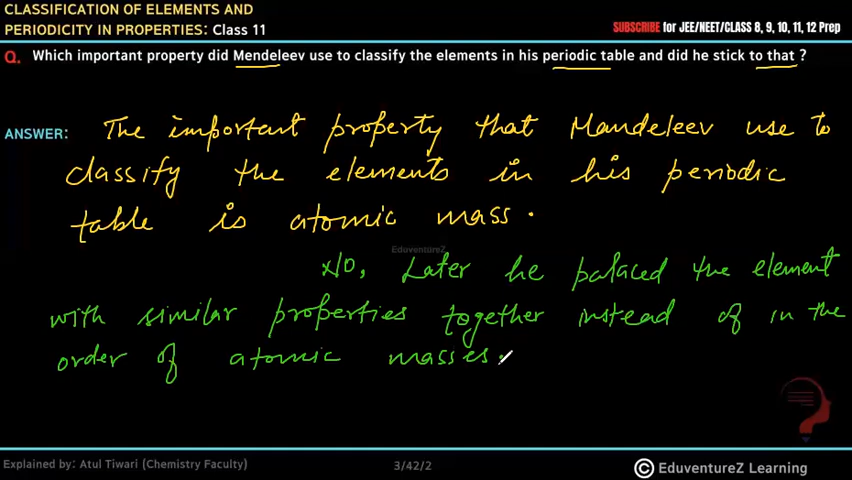 CLASSIFICATION OF ELEMENTS AND
PERIODICITY IN PROPERTIES: Class 11
SUBSCRIBE for JEE/NEET/CLASS 8, 9, 10, 11, 12 Prep
Q. Which important property did Mendeleev use to classify the elements in his periodic table and did he stick to that ?
ANSWER: The important property that Mandeleev use to
classify the elements in his periodic
table is atomic mass.
EduventureZ
No, Later he palaced the element
with similar properties together instead of in the
order of atomic masses.
Explained by: Atul Tiwari (Chemistry Faculty)
3/42/2
© EduventureZ Learning